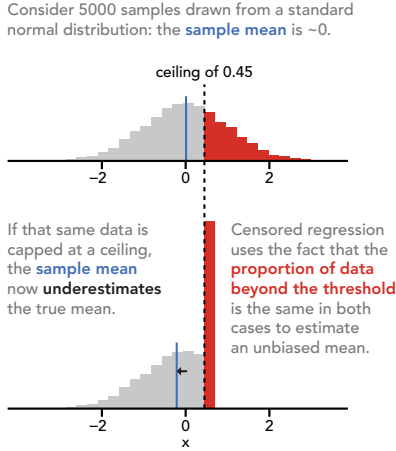 Consider 5000 samples drawn from a standard
normal distribution: the sample mean is ~0.
ceiling of 0.45
−2 0 2
If that same data is
capped at a ceiling,
the sample mean
now underestimates
the true mean.
Censored regression
uses the fact that the
proportion of data
beyond the threshold
is the same in both
cases to estimate
an unbiased mean.
−2 0 2
x